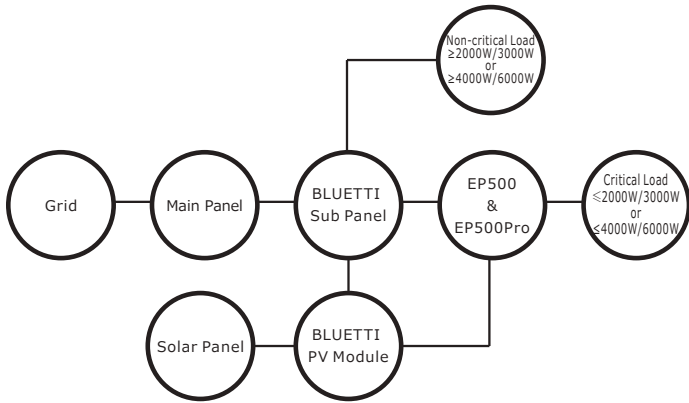 Non-critical Load
≥2000W/3000W
or
≥4000W/6000W
Grid
Main Panel
BLUETTI
Sub Panel
EP500
&
EP500Pro
Critical Load
≤2000W/3000W
or
≤4000W/6000W
Solar Panel
BLUETTI
PV Module